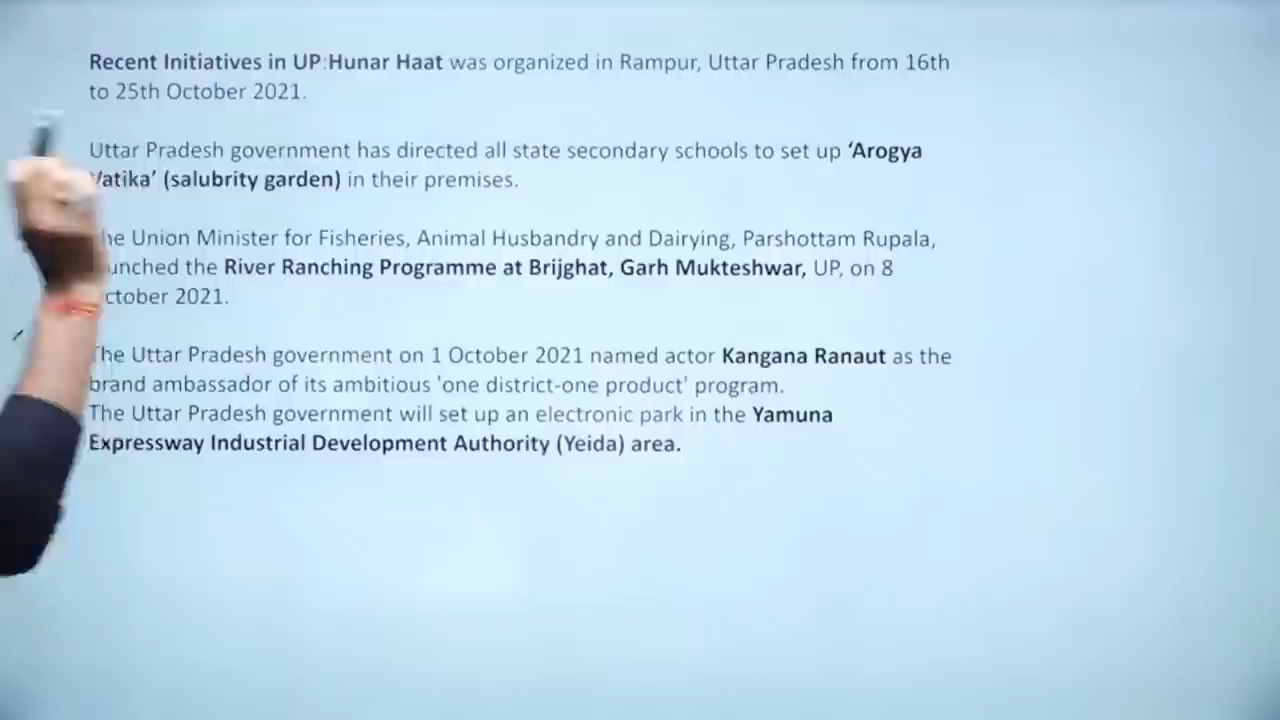 Recent Initiatives in UP:Hunar Haat was organized in Rampur, Uttar Pradesh from 16th
to 25th October 2021.
Uttar Pradesh government has directed all state secondary schools to set up ‘Arogya
Vatika’ (salubrity garden) in their premises.
The Union Minister for Fisheries, Animal Husbandry and Dairying, Parshottam Rupala,
launched the River Ranching Programme at Brijghat, Garh Mukteshwar, UP, on 8
October 2021.
The Uttar Pradesh government on 1 October 2021 named actor Kangana Ranaut as the
brand ambassador of its ambitious 'one district-one product' program.
The Uttar Pradesh government will set up an electronic park in the Yamuna
Expressway Industrial Development Authority (Yeida) area.